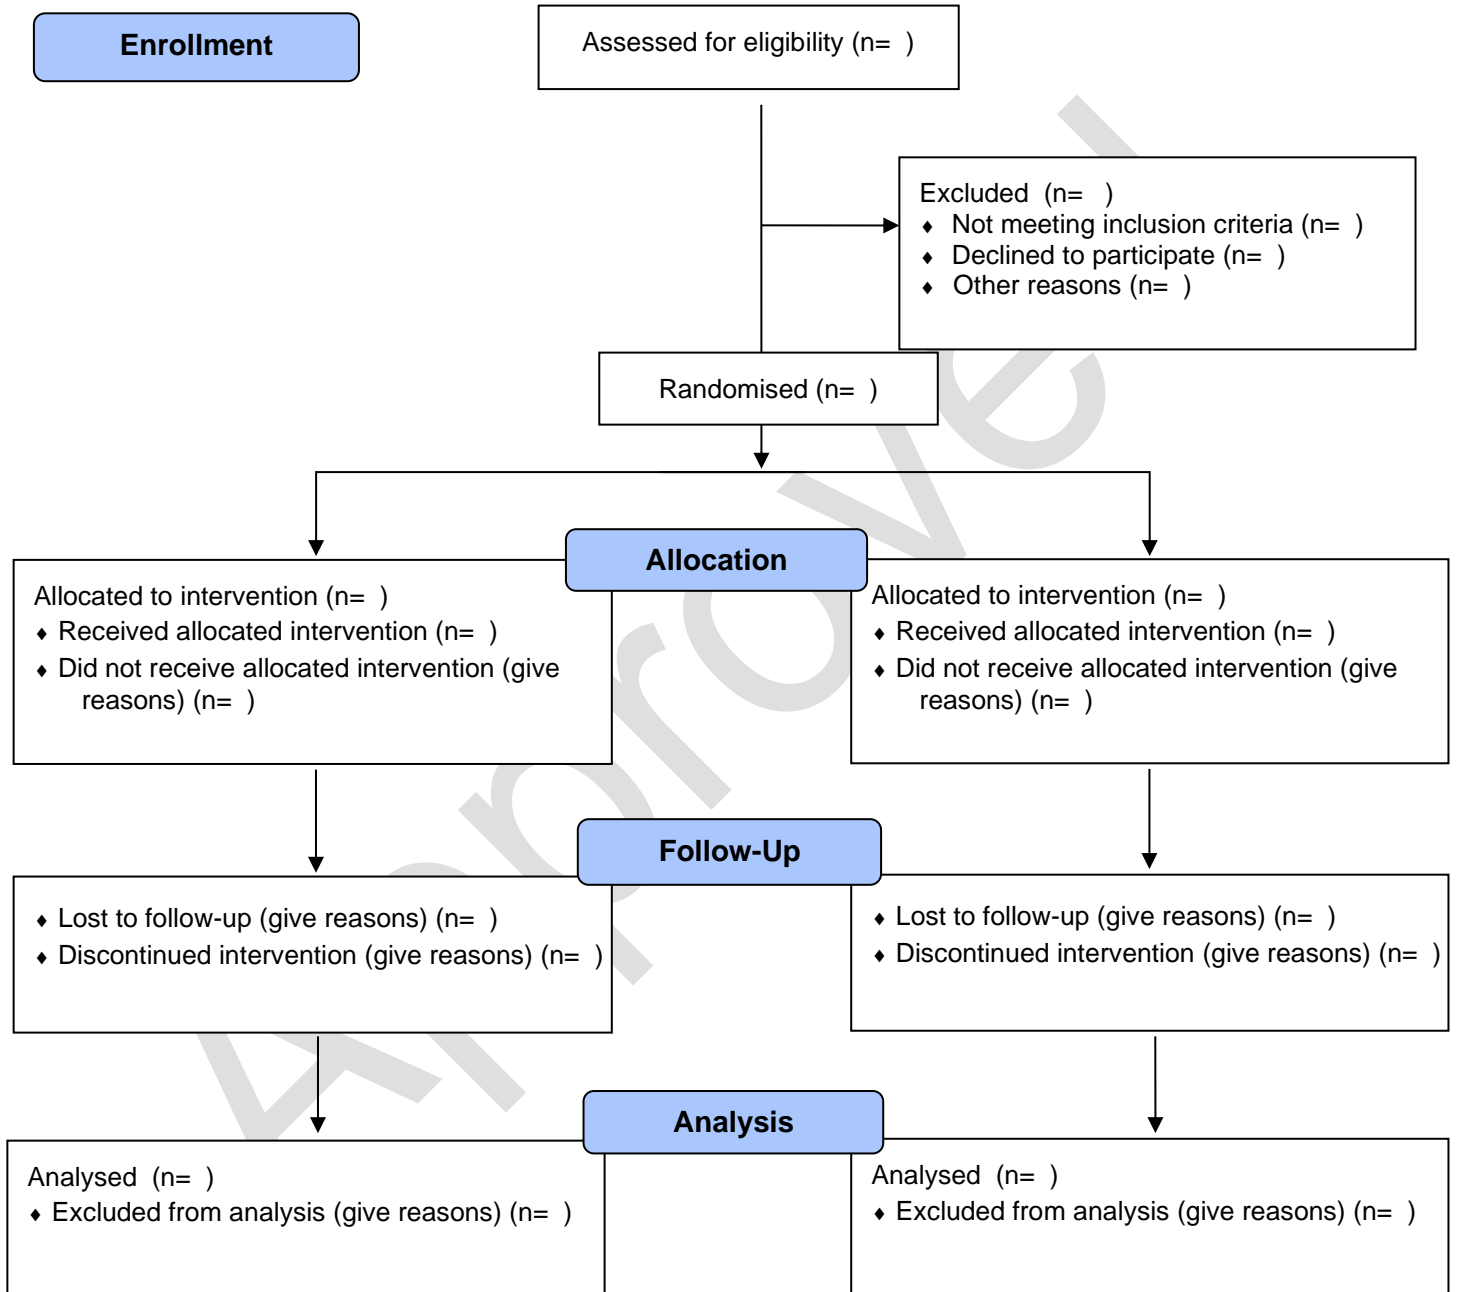 Enrollment
Assessed for eligibility (n=  )
Excluded  (n=   )
♦ Not meeting inclusion criteria (n=  )
♦ Declined to participate (n=  )
♦ Other reasons (n=  )
Randomised (n=  )
Allocation
Allocated to intervention (n=  )
♦ Received allocated intervention (n=  )
♦ Did not receive allocated intervention (give
reasons) (n=  )
Allocated to intervention (n=  )
♦ Received allocated intervention (n=  )
♦ Did not receive allocated intervention (give
reasons) (n=  )
Follow-Up
♦ Lost to follow-up (give reasons) (n=  )
♦ Discontinued intervention (give reasons) (n=  )
♦ Lost to follow-up (give reasons) (n=  )
♦ Discontinued intervention (give reasons) (n=  )
Analysis
Analysed  (n=  )
♦ Excluded from analysis (give reasons) (n=  )
Analysed  (n=  )
♦ Excluded from analysis (give reasons) (n=  )